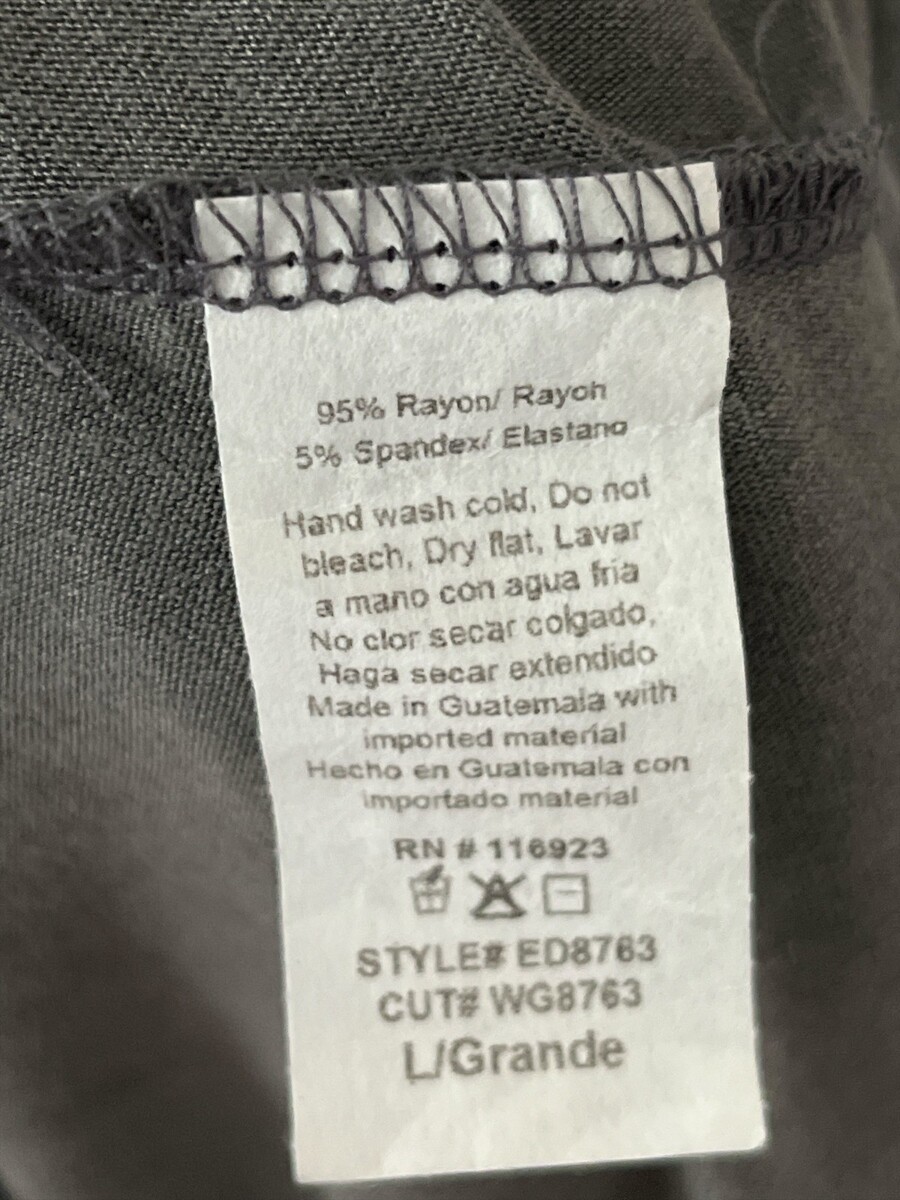 95% Rayon/ Rayon
5% Spandex/ Elastano
Hand wash cold, Do not
bleach, Dry flat, Lavar
a mano con agua fria
No clor secar colgado,
Haga secar extendido
Made in Guatemala with
imported material
Hecho en Guatemala con
importado material
RN # 116923
STYLE# ED8763
CUT# WG8763
L/Grande